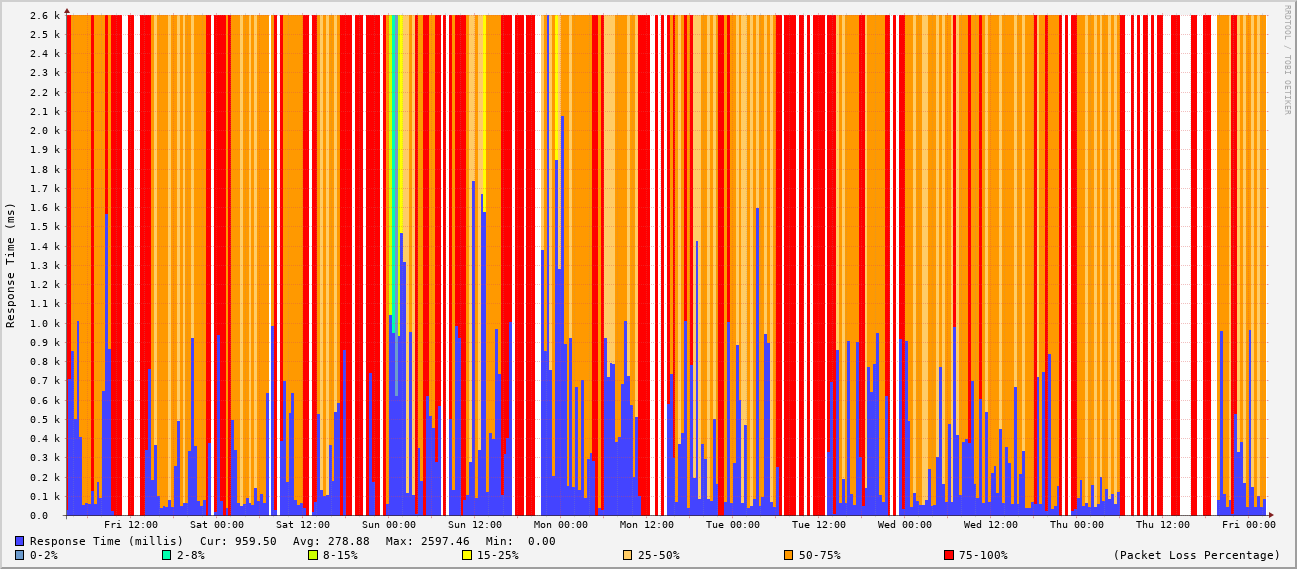 2.6 k
2.5 k
2.4 k
2.3 k
2.2 k
2.1 k
2.0 k
1.9 k
1.8 k
1.7 k
1.6 k
1.5 k
1.4 k
1.3 k
1.2 k
1.1 k
1.0 k
0.9 k
0.8 k
0.7 k
0.6 k
0.5 k
0.4 k
0.3 k
0.2 k
0.1 k
0.0
Response Time (ms)
RRDTOOL / TOBI OETIKER
Fri 12:00 Sat 00:00 Sat 12:00 Sun 00:00 Sun 12:00 Mon 00:00 Mon 12:00 Tue 00:00 Tue 12:00 Wed 00:00 Wed 12:00 Thu 00:00 Thu 12:00 Fri 00:00
Response Time (millis) Cur: 959.50 Avg: 278.88 Max: 2597.46 Min: 0.00
0-2% 2-8% 8-15% 15-25% 25-50% 50-75% 75-100% (Packet Loss Percentage)